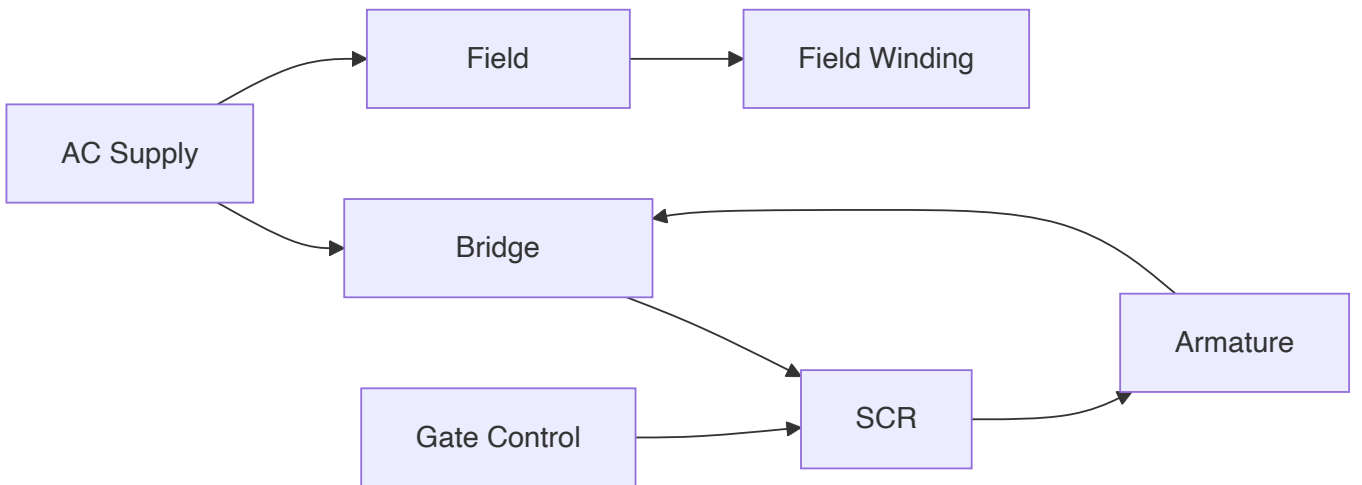 Field
Field Winding
AC Supply
Bridge
Armature
SCR
Gate Control